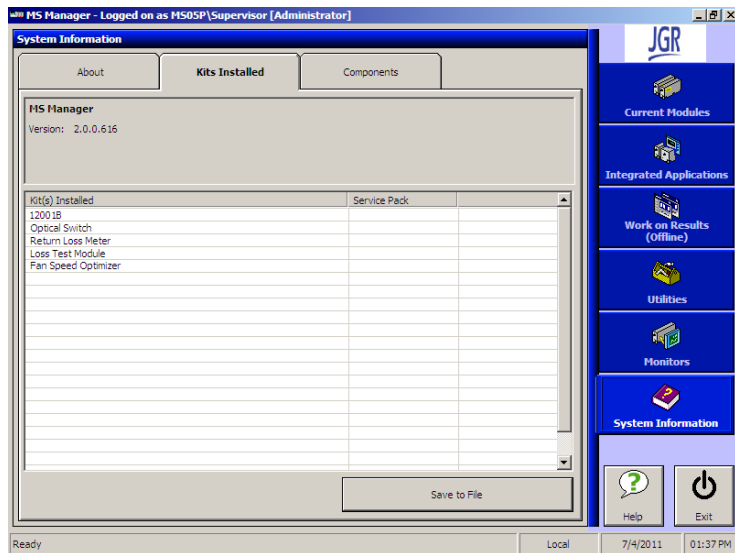 MS Manager - Logged on as MS05P\Supervisor [Administrator]
System Information
About
Kits Installed
Components
MS Manager
Version: 2.0.0.616
Kit(s) Installed
Service Pack
12001B
Optical Switch
Return Loss Meter
Loss Test Module
Fan Speed Optimizer
Save to File
JGR
Current Modules
Integrated Applications
Work on Results
(Offline)
Utilities
Monitors
System Information
Help
Exit
Ready
Local
7/4/2011
01:37 PM